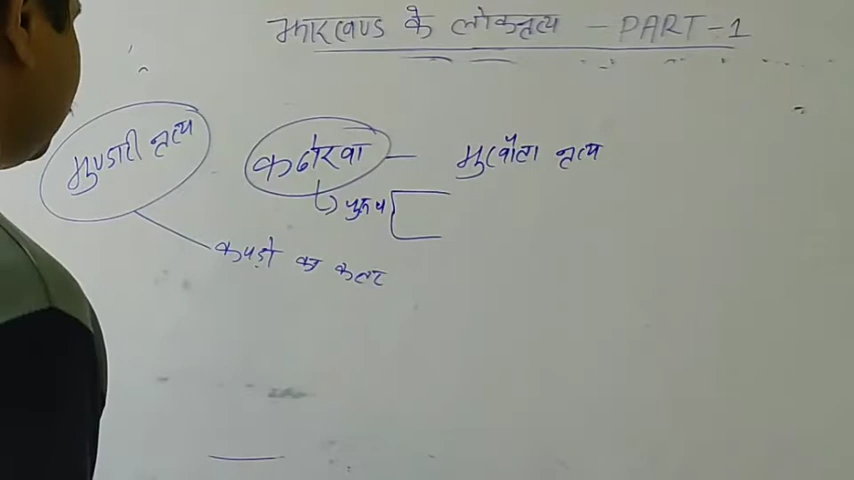 झारखण्ड के लोकनृत्य - PART-1
मुण्डारी नृत्य
कठोरवा - मुखौटा नृत्य
पुरुष
कपड़ो का कलर